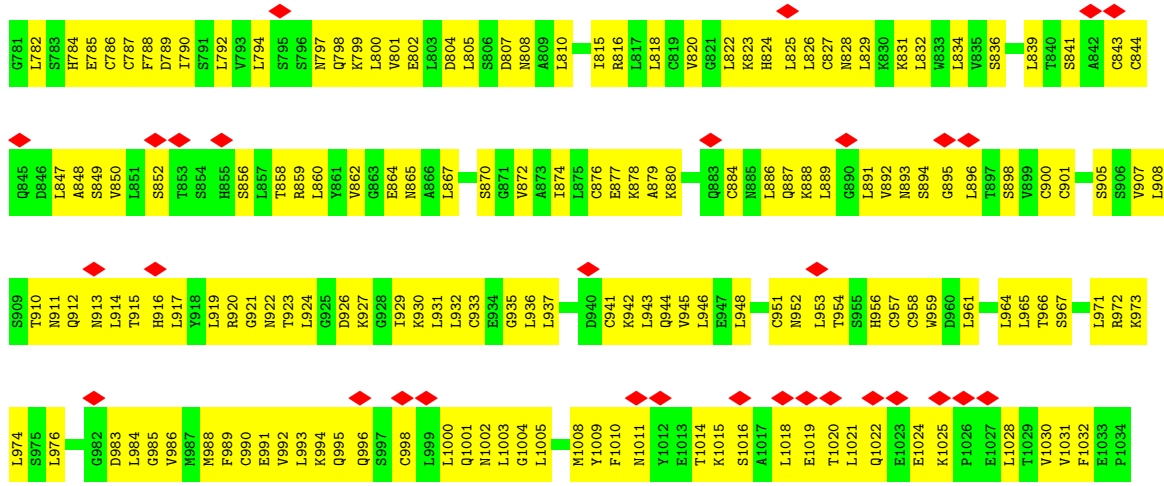 G781 L782 S783 H784 E785 C786 C787 F788 D789 I790 S791 L792 V793 L794 S795 S796 N797 Q798 K799 L800 V801 E802 L803 D804 L805 S806 D807 N808 A809 L810 I815 R816 L817 L818 C819 V820 G821 L822 K823 H824 L825 L826 C827 N828 L829 K830 K831 L832 W833 L834 V835 S836 L839 T840 S841 A842 C843 C844
Q845 D846 L847 A848 S849 V850 L851 S852 T853 S854 H855 S856 L857 T858 R859 L860 Y861 V862 G863 E864 N865 A866 L867 S870 G871 V872 A873 I874 L875 C876 E877 K878 A879 K880 Q883 C884 N885 L886 Q887 K888 L889 G890 L891 V892 N893 S894 G895 L896 T897 S898 V899 C900 C901 S905 S906 V907 L908
S909 T910 N911 Q912 N913 L914 T915 H916 L917 Y918 L919 R920 G921 N922 T923 L924 G925 D926 K927 G928 I929 K930 L931 L932 C933 E934 G935 L936 L937 D940 C941 K942 L943 Q944 V945 L946 E947 L948 C951 N952 L953 T954 S955 H956 C957 C958 W959 D960 L961 L964 L965 T966 S967 L971 R972 K973
L974 S975 L976 G982 D983 L984 G985 V986 M987 M988 F989 C990 E991 V992 L993 K994 Q995 Q996 S997 C998 L999 L1000 Q1001 N1002 L1003 G1004 L1005 M1008 Y1009 F1010 N1011 Y1012 E1013 T1014 K1015 S1016 A1017 L1018 E1019 T1020 L1021 Q1022 E1023 E1024 K1025 P1026 E1027 L1028 T1029 V1030 V1031 F1032 E1033 P1034